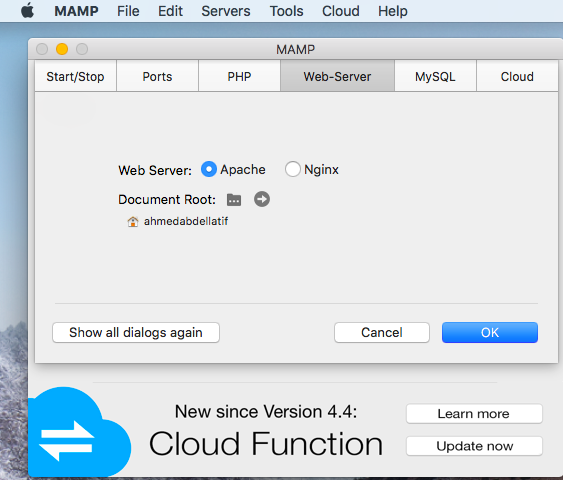 MAMP File Edit Servers Tools Cloud Help
MAMP
Start/Stop Ports PHP Web-Server MySQL Cloud
Web Server: Apache Nginx
Document Root:
ahmedabdellatif
Show all dialogs again Cancel OK
New since Version 4.4: Learn more
Cloud Function Update now